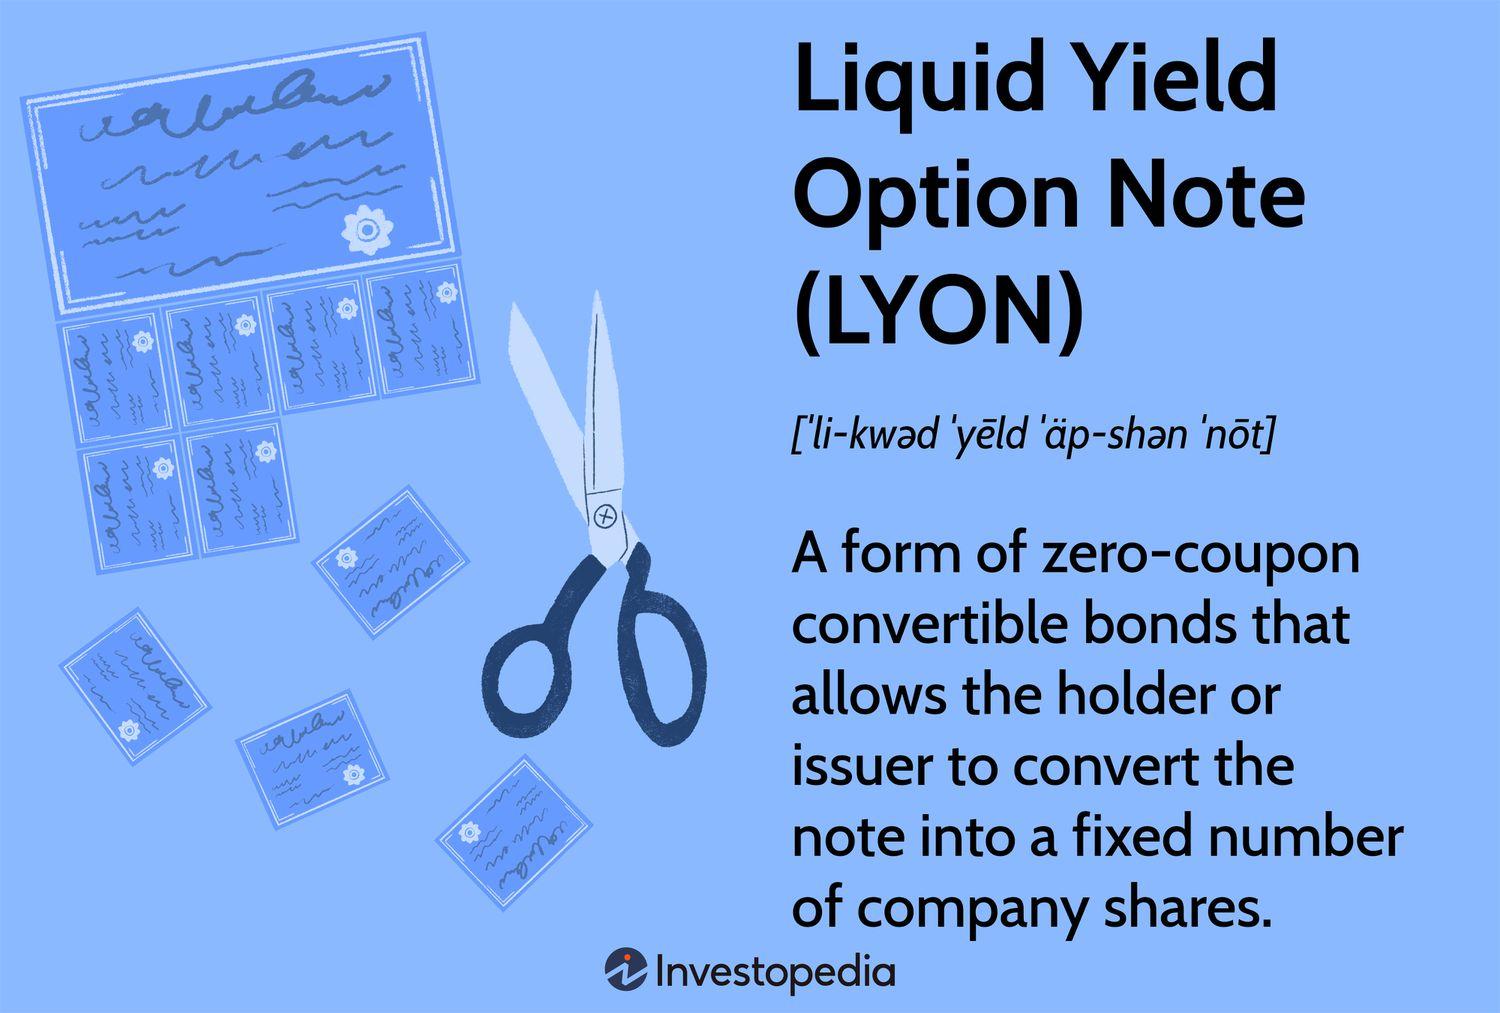 Liquid Yield
Option Note
(LYON)
[ˈli-kwəd ˈyēld ˈäp-shən ˈnōt]
A form of zero-coupon
convertible bonds that
allows the holder or
issuer to convert the
note into a fixed number
of company shares.
Investopedia